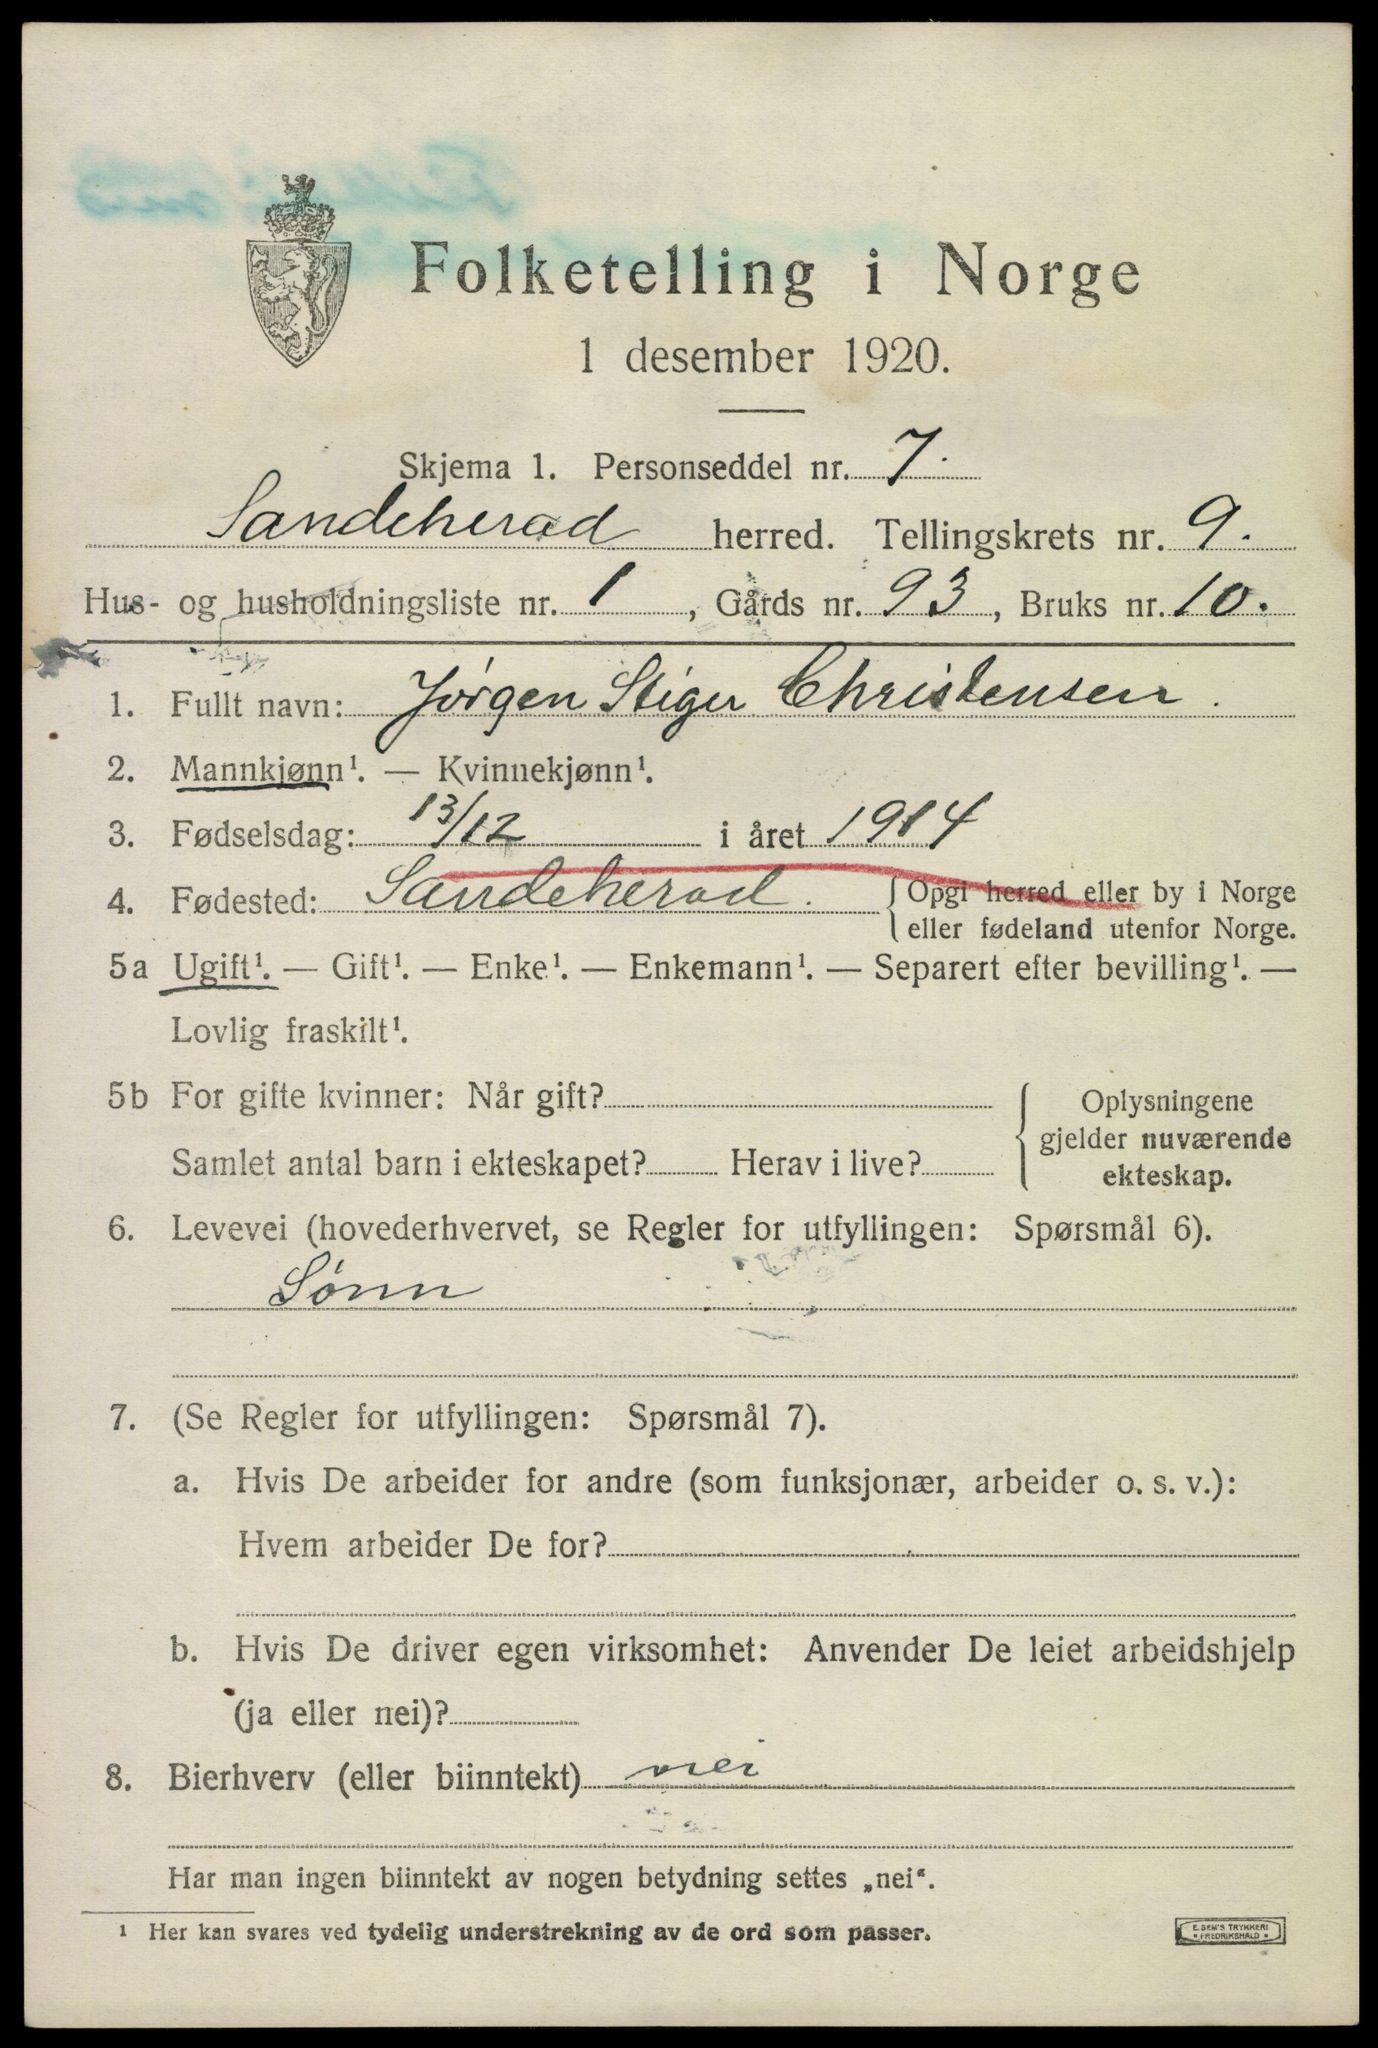 Folketelling i Norge
1 desember 1920.
Skjema 1. Personseddel nr. 7.
Sandeherad herred. Tellingskrets nr. 9.
Hus- og husholdningsliste nr. 1, Gårds nr. 93, Bruks nr. 10.
1. Fullt navn: Jörgen Stiger Christensen.
2. Mannkjønn¹. — Kvinnekjønn¹.
3. Fødselsdag: 13/12 i året 1914
4. Fødested: Sandeherad. { Opgi herred eller by i Norge
eller fødeland utenfor Norge.
5a Ugift¹. — Gift¹. — Enke¹. — Enkemann¹. — Separert efter bevilling¹. —
Lovlig fraskilt¹.
5b For gifte kvinner: Når gift?
Samlet antal barn i ekteskapet? Herav i live?
{ Oplysningene
gjelder nuværende
ekteskap.
6. Levevei (hovederhvervet, se Regler for utfyllingen: Spørsmål 6).
Sönn
7. (Se Regler for utfyllingen: Spørsmål 7).
a. Hvis De arbeider for andre (som funksjonær, arbeider o. s. v.):
Hvem arbeider De for?
b. Hvis De driver egen virksomhet: Anvender De leiet arbeidshjelp
(ja eller nei)?
8. Bierhverv (eller biinntekt) nei
Har man ingen biinntekt av nogen betydning settes „nei“.
¹ Her kan svares ved tydelig understrekning av de ord som passer.
E. SEM'S TRYKKERI
FREDRIKSHALD